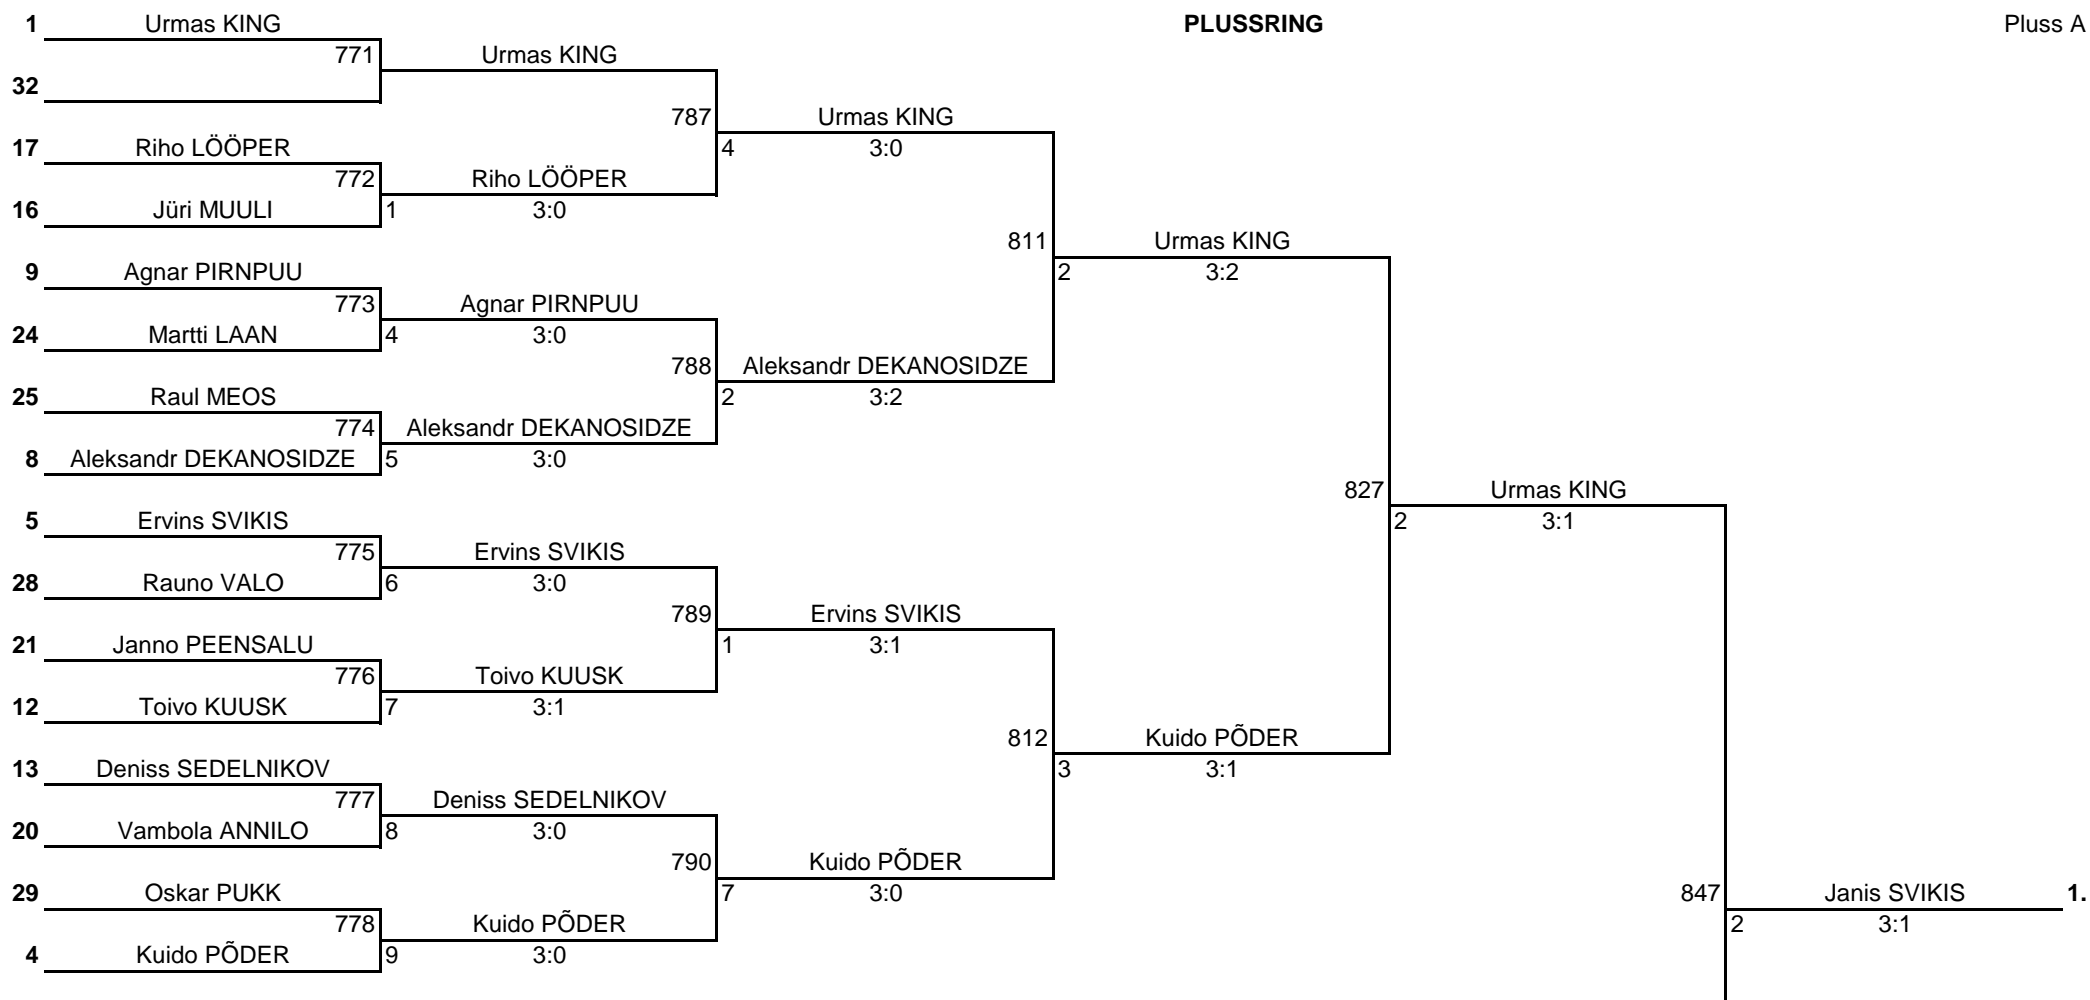 1 Urmas KING PLUSSRING Pluss A
771 Urmas KING
32
787 Urmas KING
17 Riho LÖÖPER 4 3:0
772 Riho LÖÖPER
16 Jüri MUULI 1 3:0
811 Urmas KING
9 Agnar PIRNPUU 2 3:2
773 Agnar PIRNPUU
24 Martti LAAN 4 3:0
788 Aleksandr DEKANOSIDZE
25 Raul MEOS 2 3:2
774 Aleksandr DEKANOSIDZE
8 Aleksandr DEKANOSIDZE 5 3:0
827 Urmas KING
5 Ervins SVIKIS 2 3:1
775 Ervins SVIKIS
28 Rauno VALO 6 3:0
789 Ervins SVIKIS
21 Janno PEENSALU 1 3:1
776 Toivo KUUSK
12 Toivo KUUSK 7 3:1
812 Kuido PÕDER
13 Deniss SEDELNIKOV 3 3:1
777 Deniss SEDELNIKOV
20 Vambola ANNILO 8 3:0
790 Kuido PÕDER
29 Oskar PUKK 7 3:0 847 Janis SVIKIS 1.
778 Kuido PÕDER 2 3:1
4 Kuido PÕDER 9 3:0